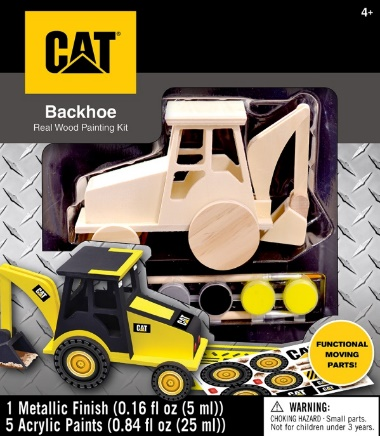 4+
CAT
Backhoe
Real Wood Painting Kit
CAT
CAT
CAT
CAT
FUNCTIONAL
MOVING
PARTS!
1 Metallic Finish (0.16 fl oz (5 ml))
5 Acrylic Paints (0.84 fl oz (25 ml))
WARNING:
CHOKING HAZARD - Small parts.
Not for children under 3 years.